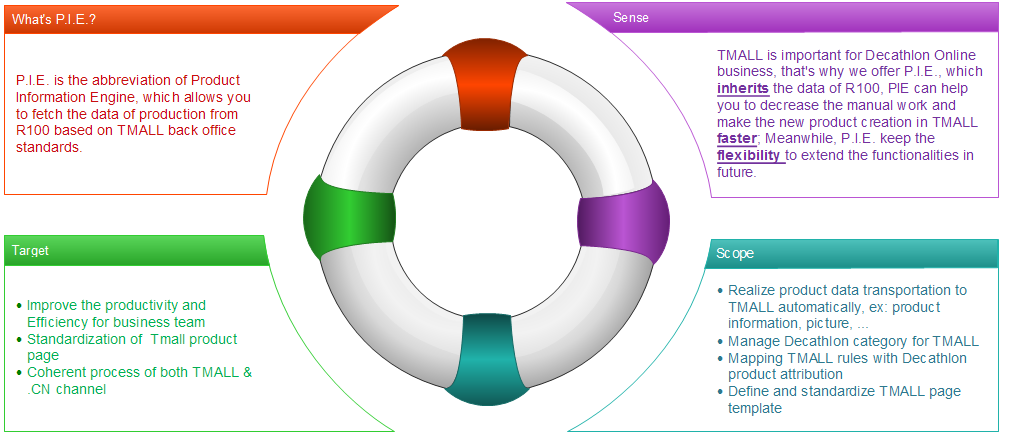 What's P.I.E.?
P.I.E. is the abbreviation of Product
Information Engine, which allows you
to fetch the data of production from
R100 based on TMALL back office
standards.
Sense
TMALL is important for Decathlon Online
business, that's why we offer P.I.E., which
inherits the data of R100, PIE can help
you to decrease the manual work and
make the new product creation in TMALL
faster; Meanwhile, P.I.E. keep the
flexibility to extend the functionalities in
future.
Target
• Improve the productivity and
Efficiency for business team
• Standardization of Tmall product
page
• Coherent process of both TMALL &
.CN channel
Scope
• Realize product data transportation to
TMALL automatically, ex: product
information, picture, ...
• Manage Decathlon category for TMALL
• Mapping TMALL rules with Decathlon
product attribution
• Define and standardize TMALL page
template